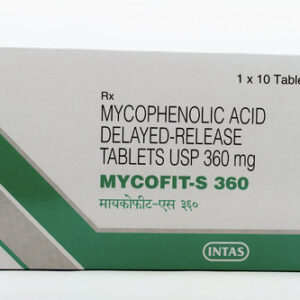 1 x 10 Table
Rx
MYCOPHENOLIC ACID
DELAYED-RELEASE
TABLETS USP 360 mg
MYCOFIT-S 360
मायकोफीट-एस ३६०
INTAS